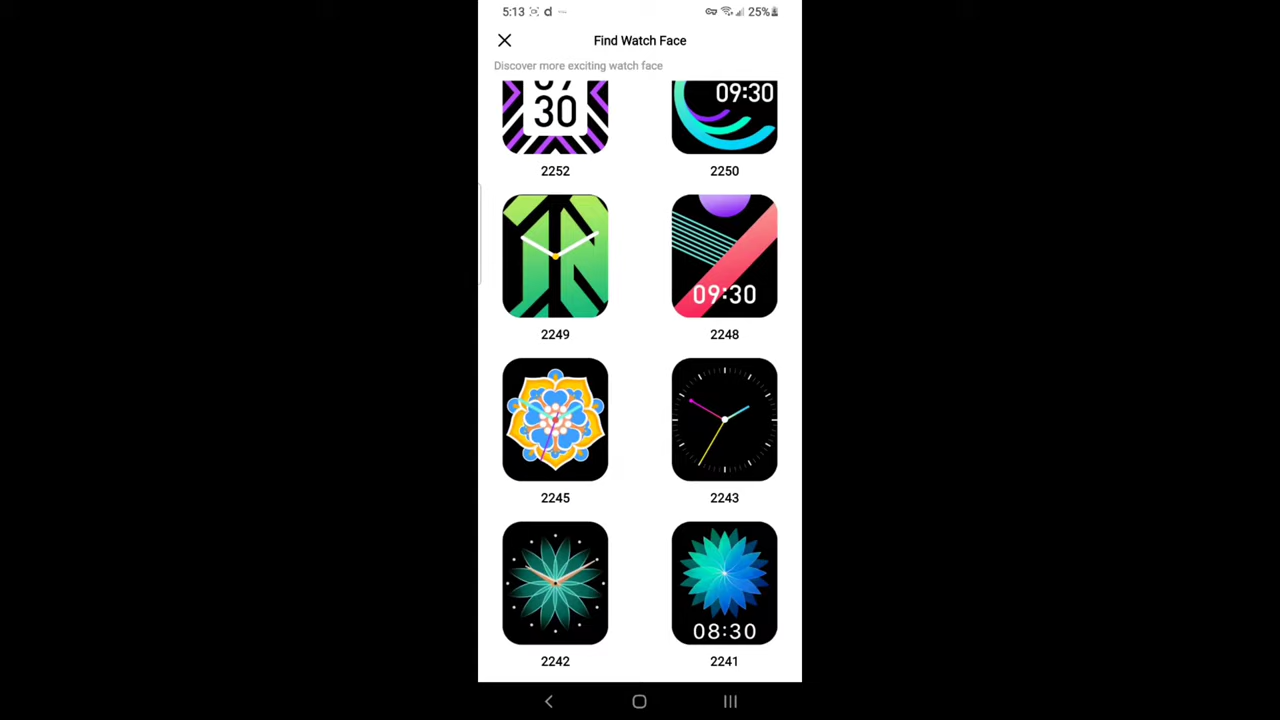 5:13 d 25%
Find Watch Face
Discover more exciting watch face
30
09:30
2252 2250
09:30
2249 2248
2245 2243
08:30
2242 2241